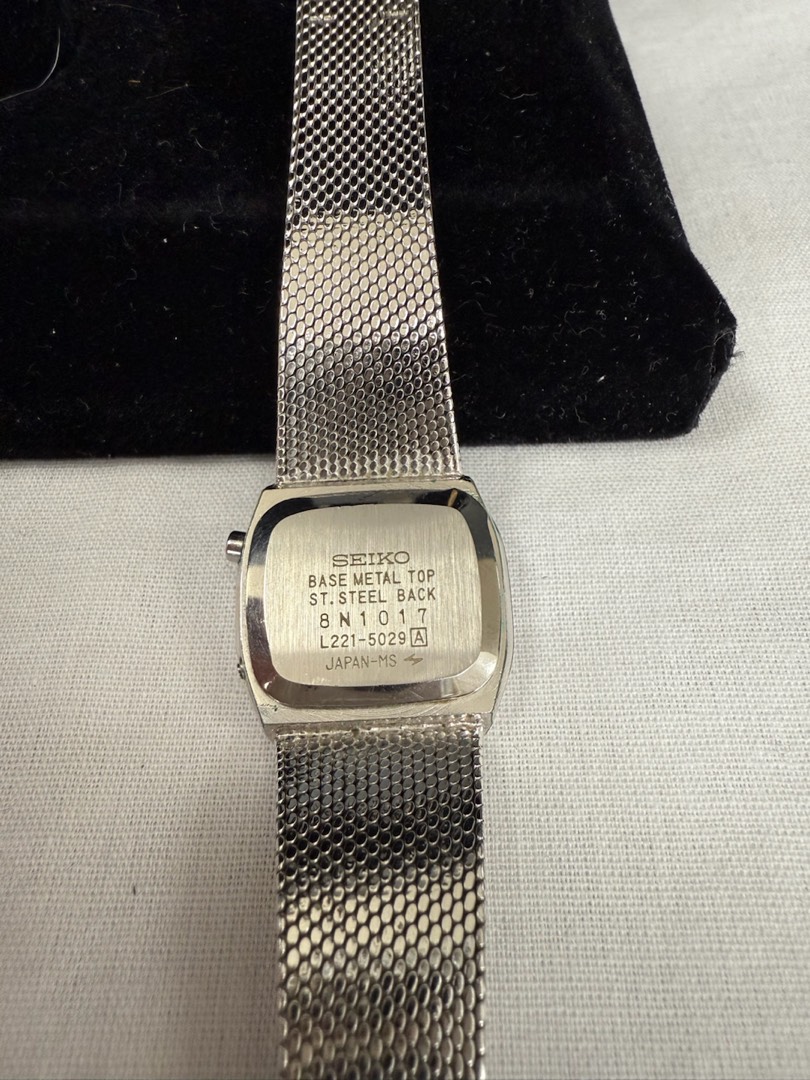 SEIKO
BASE METAL TOP
ST. STEEL BACK
8N1017
L221-5029 A
JAPAN-MS